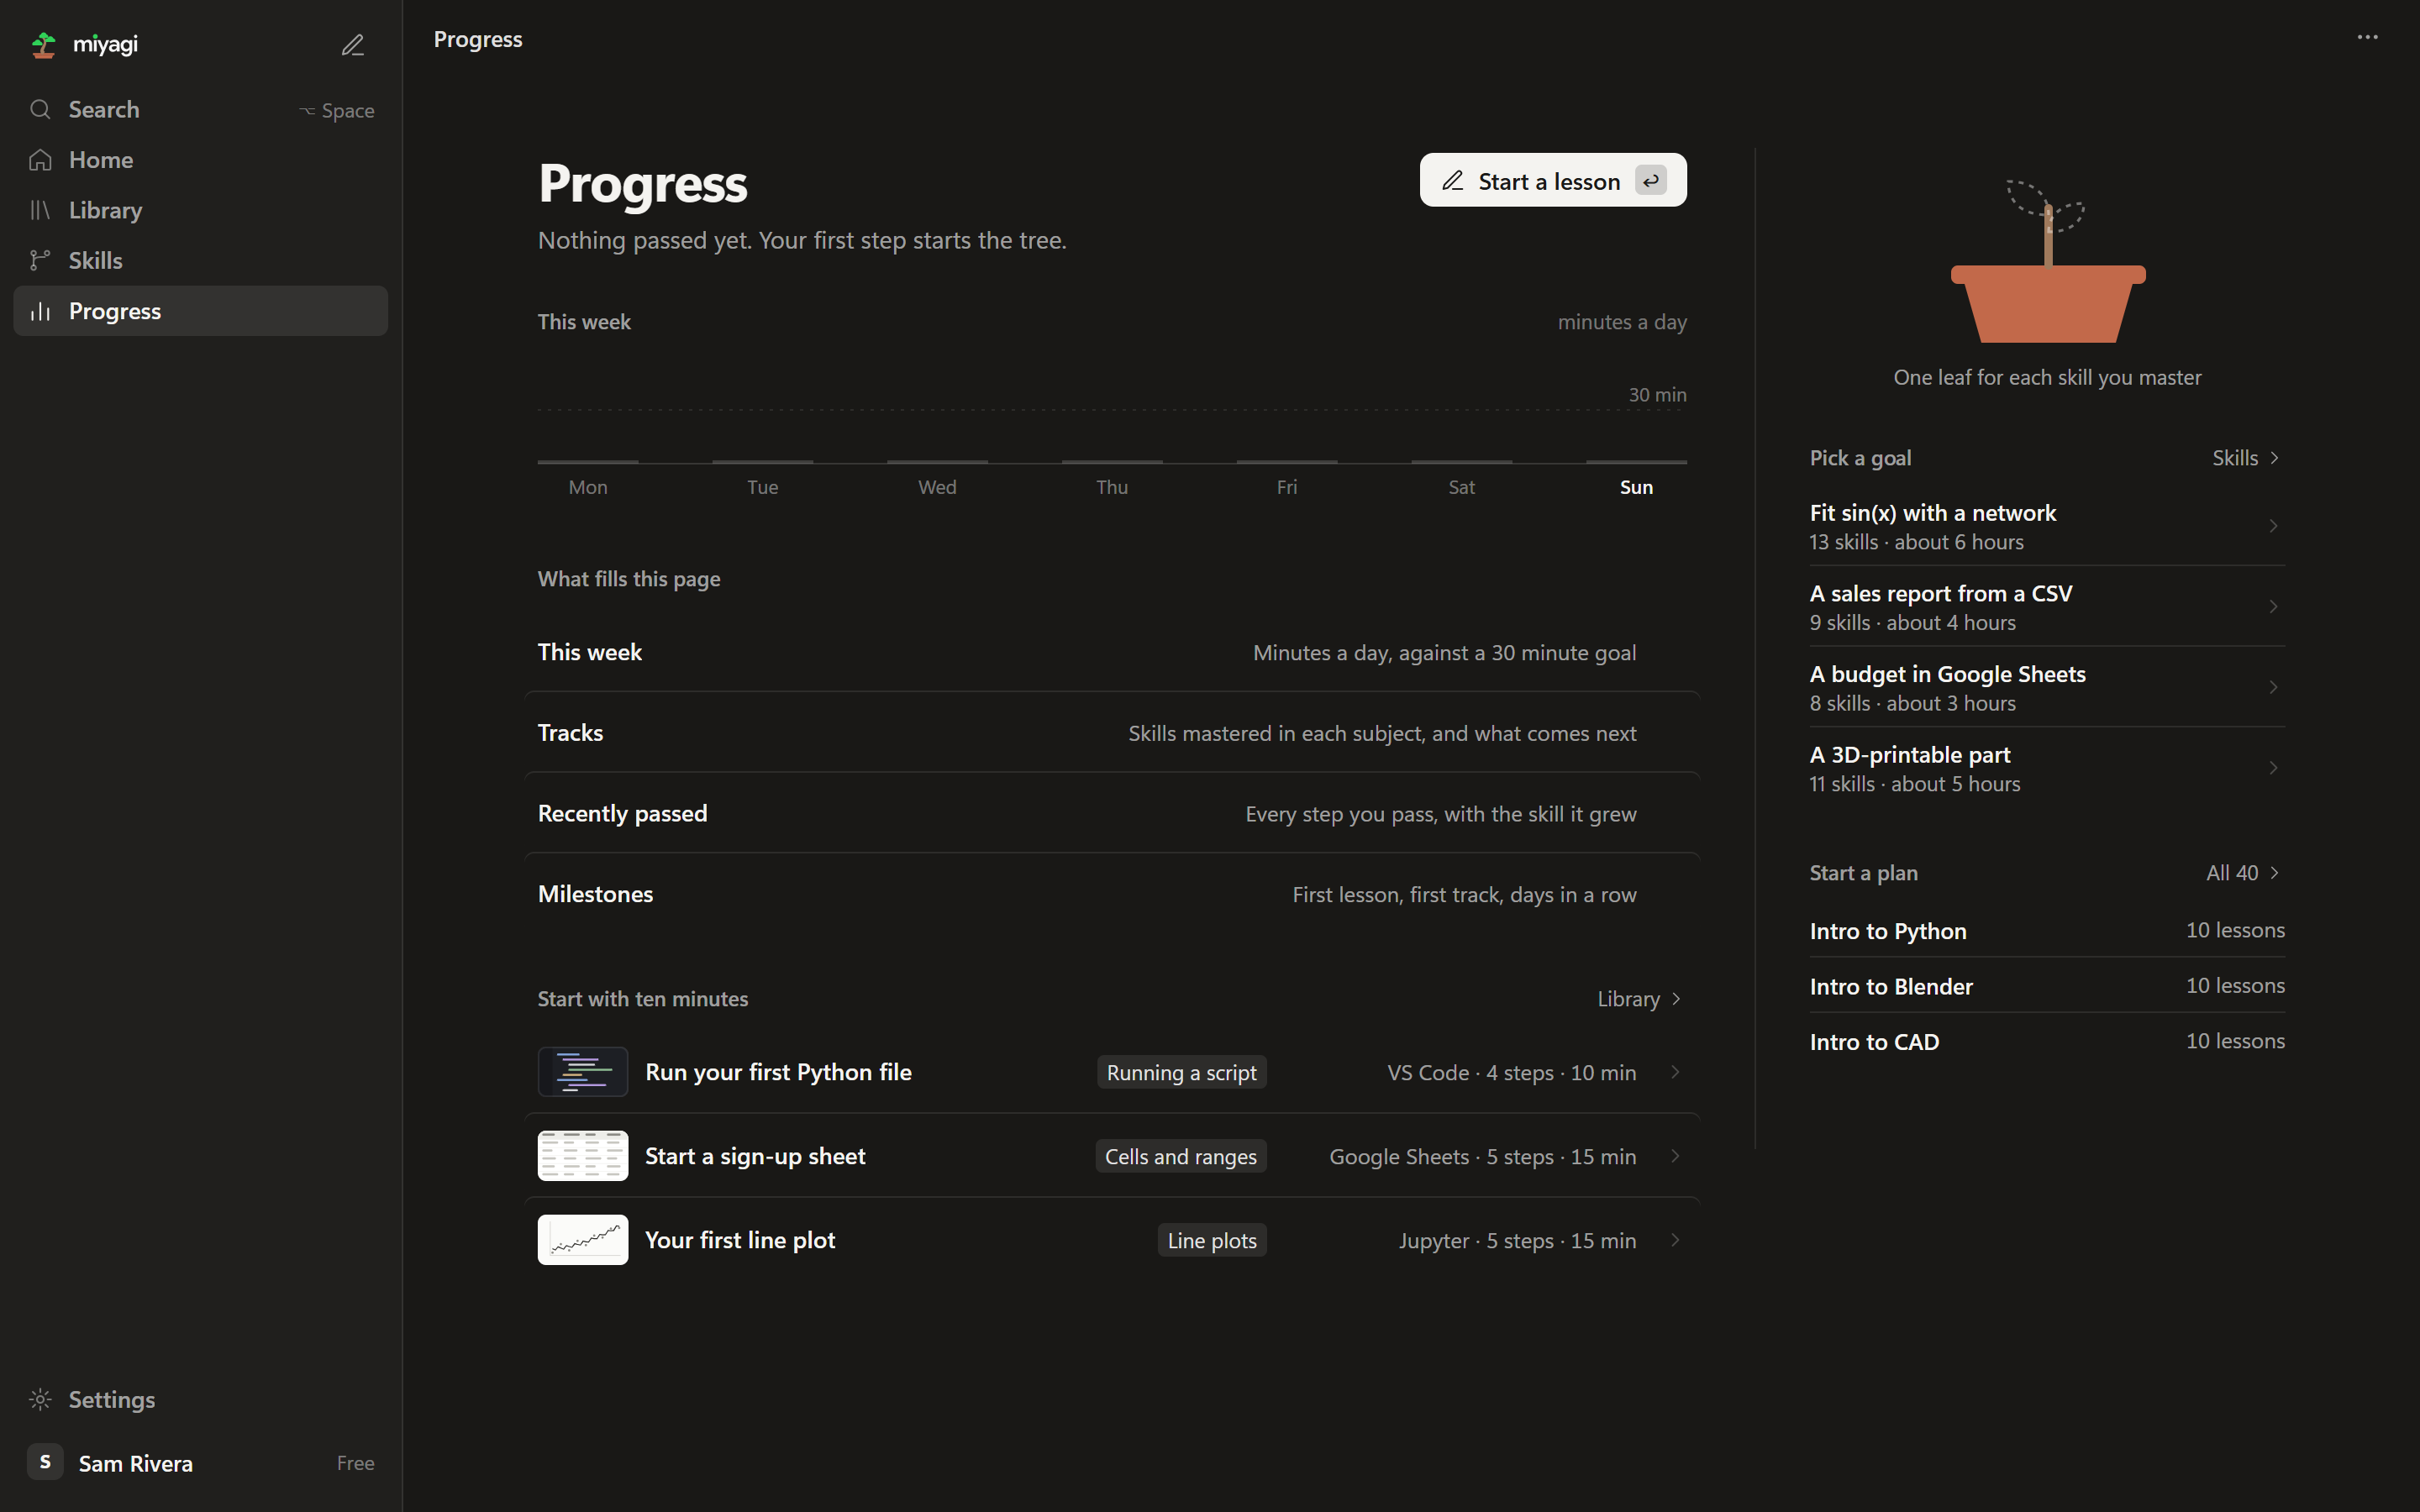 miyagi
Search
⌥ Space
Home
Library
Skills
Progress
Settings
S
Sam Rivera
Free
Progress
Progress
Start a lesson
Nothing passed yet. Your first step starts the tree.
This week
minutes a day
30 min
Mon
Tue
Wed
Thu
Fri
Sat
Sun
What fills this page
This week
Minutes a day, against a 30 minute goal
Tracks
Skills mastered in each subject, and what comes next
Recently passed
Every step you pass, with the skill it grew
Milestones
First lesson, first track, days in a row
Start with ten minutes
Library
Run your first Python file
Running a script
VS Code · 4 steps · 10 min
Start a sign-up sheet
Cells and ranges
Google Sheets · 5 steps · 15 min
Your first line plot
Line plots
Jupyter · 5 steps · 15 min
One leaf for each skill you master
Pick a goal
Skills
Fit sin(x) with a network
13 skills · about 6 hours
A sales report from a CSV
9 skills · about 4 hours
A budget in Google Sheets
8 skills · about 3 hours
A 3D-printable part
11 skills · about 5 hours
Start a plan
All 40
Intro to Python
10 lessons
Intro to Blender
10 lessons
Intro to CAD
10 lessons